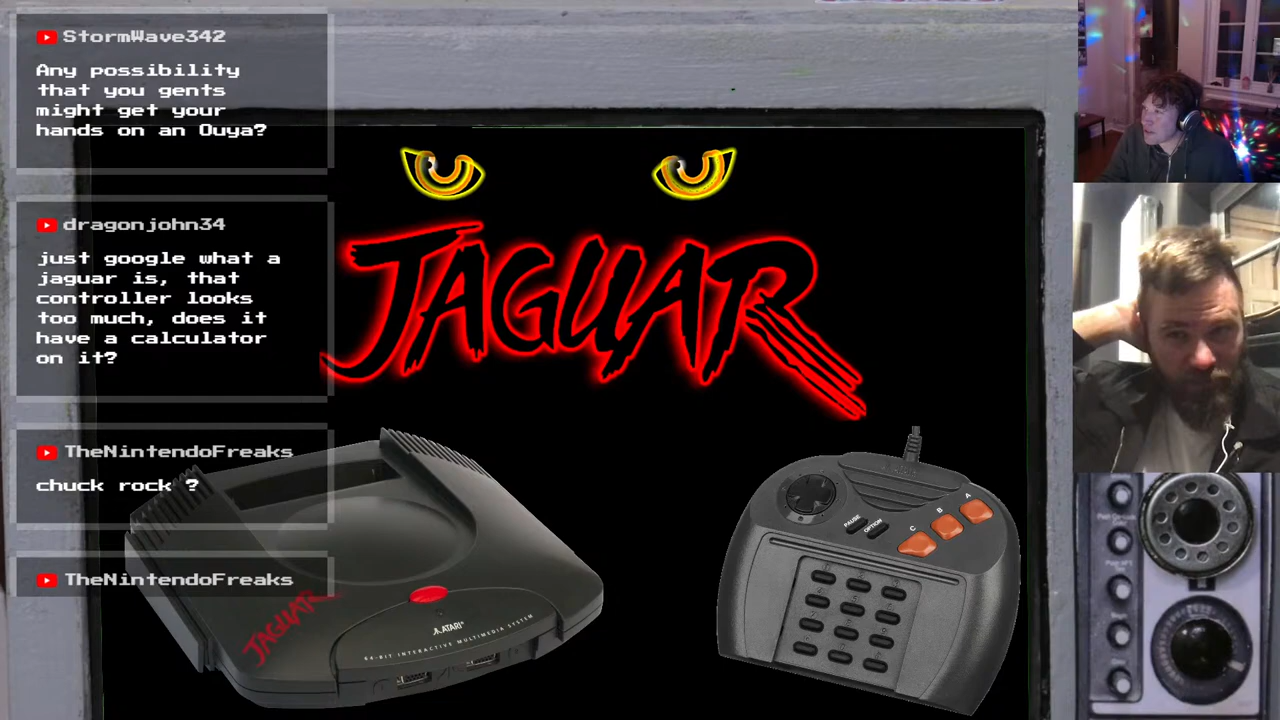 StormWave342
Any possibility
that you gents
might get your
hands on an Ouya?
dragonjohn34
just google what a
jaguar is, that
controller looks
too much, does it
have a calculator
on it?
TheNintendoFreaks
chuck rock ?
TheNintendoFreaks
JAGUAR
JAGUAR
ATARI
64-BIT INTERACTIVE MULTIMEDIA SYSTEM
PAUSE
OPTION
C
B
A